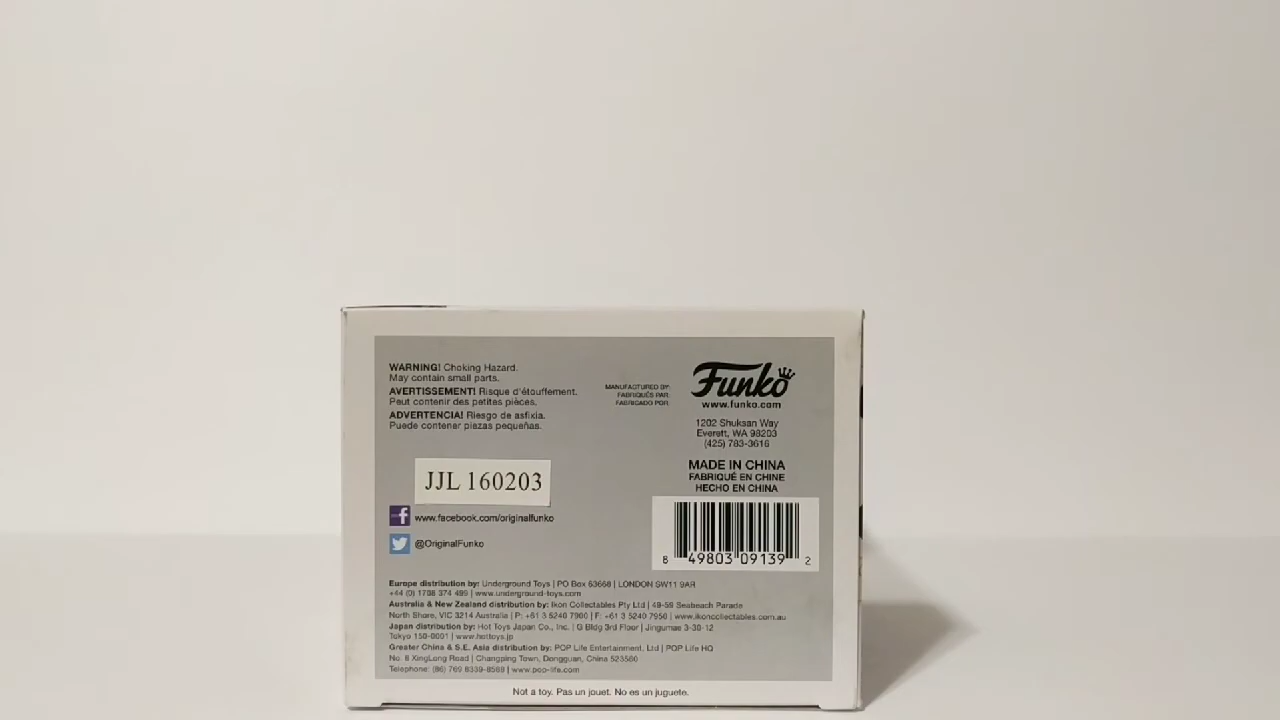 WARNING! Choking Hazard.
May contain small parts.
AVERTISSEMENT! Risque d'étouffement.
Peut contenir des petites pièces.
ADVERTENCIA! Riesgo de asfixia.
Puede contener piezas pequeñas.
MANUFACTURED BY:
FABRIQUÉS PAR:
FABRICADO POR:
Funko
www.funko.com
1202 Shuksan Way
Everett, WA 98203
(425) 783-3616
MADE IN CHINA
FABRIQUÉ EN CHINE
HECHO EN CHINA
JJL 160203
www.facebook.com/originalfunko
@OriginalFunko
8 49803 09139 2
Europe distribution by: Underground Toys | PO Box 63668 | LONDON SW11 9AR
+44 (0) 1708 374 499 | www.underground-toys.com
Australia & New Zealand distribution by: Ikon Collectables Pty Ltd | 49-59 Seabeach Parade
North Shore, VIC 3214 Australia | P: +61 3 5240 7900 | F: +61 3 5240 7950 | www.ikoncollectables.com.au
Japan distribution by: Hot Toys Japan Co., Inc. | G Bldg 3rd Floor | Jingumae 3-30-12
Tokyo 150-0001 | www.hottoys.jp
Greater China & S.E. Asia distribution by: POP Life Entertainment, Ltd | POP Life HQ
No. 8 XingLong Road | Changping Town, Dongguan, China 523560
Telephone: (86) 769 8339-8588 | www.pop-life.com
Not a toy. Pas un jouet. No es un juguete.